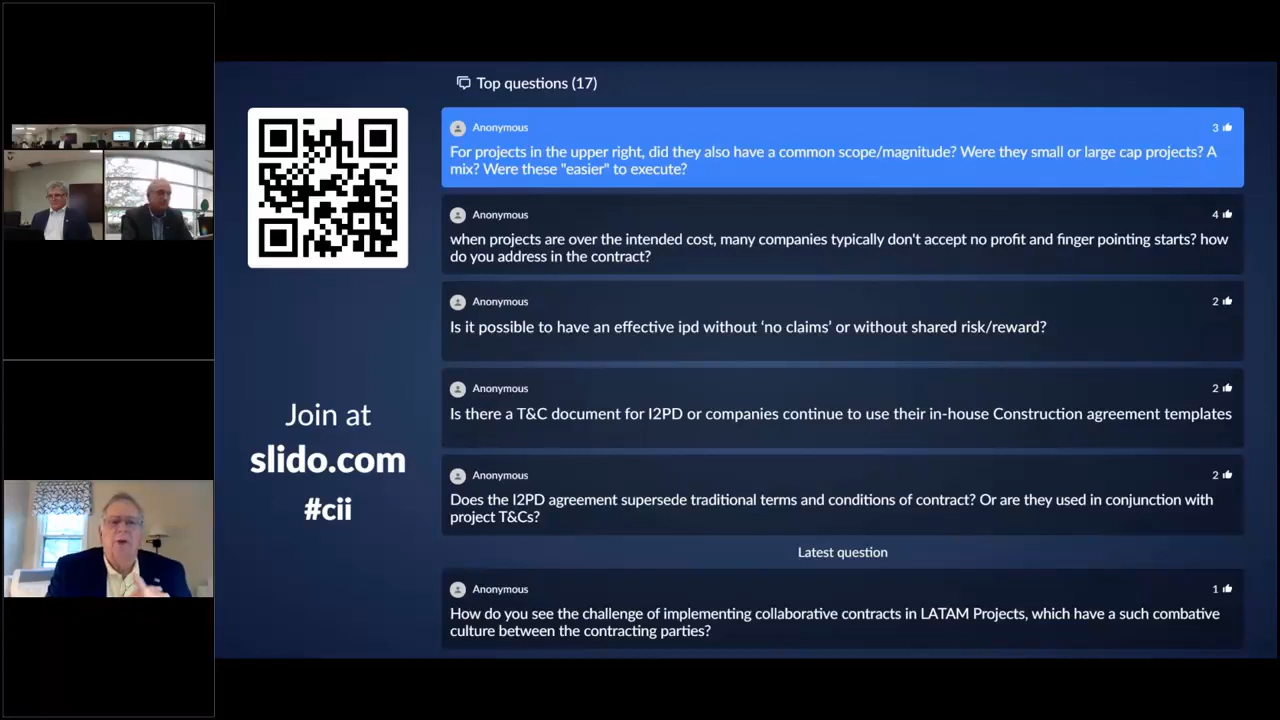 Top questions (17)
Anonymous
3
For projects in the upper right, did they also have a common scope/magnitude? Were they small or large cap projects? A
mix? Were these "easier" to execute?
Anonymous
4
when projects are over the intended cost, many companies typically don't accept no profit and finger pointing starts? how
do you address in the contract?
Anonymous
2
Is it possible to have an effective ipd without ‘no claims’ or without shared risk/reward?
Anonymous
2
Is there a T&C document for I2PD or companies continue to use their in-house Construction agreement templates
Anonymous
2
Does the I2PD agreement supersede traditional terms and conditions of contract? Or are they used in conjunction with
project T&Cs?
Latest question
Anonymous
1
How do you see the challenge of implementing collaborative contracts in LATAM Projects, which have a such combative
culture between the contracting parties?
Join at
slido.com
#cii